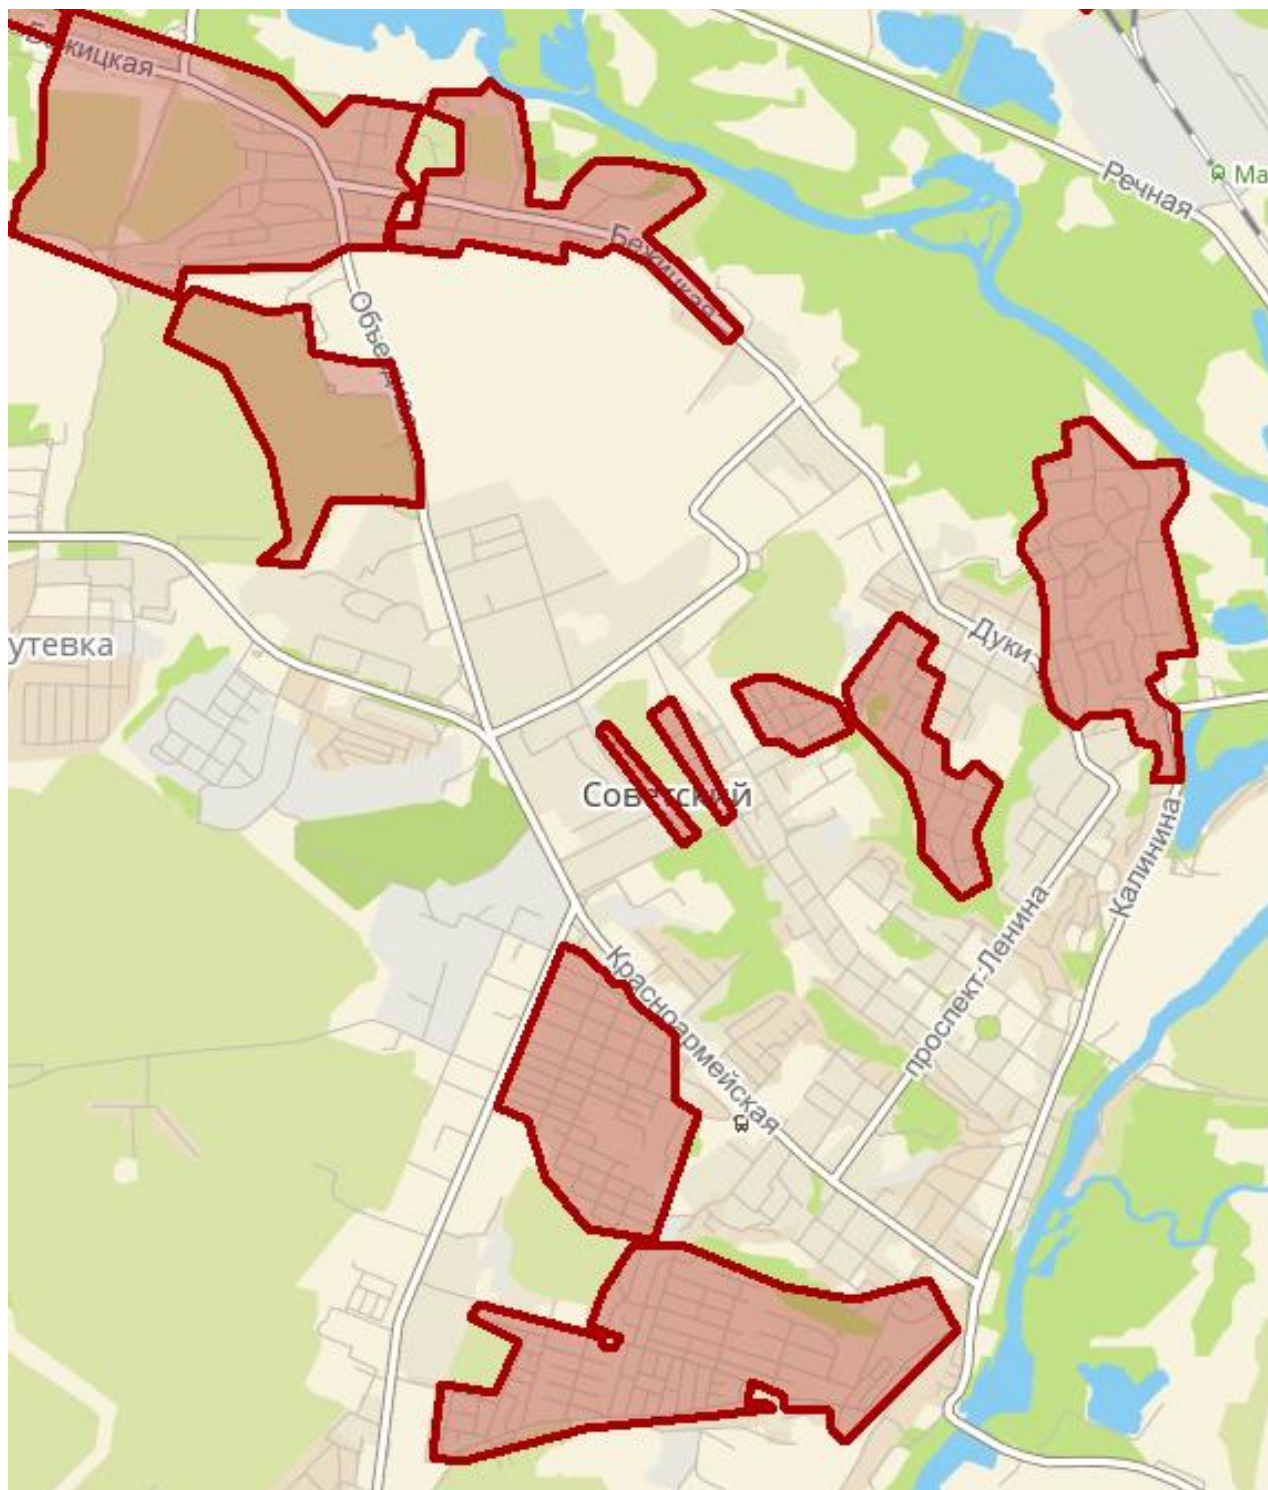 Бежицкая
Речная
Ма
Бежицкая
Объездная
утевка
Дуки
Советский
Калинина
проспект Ленина
Красноармейская